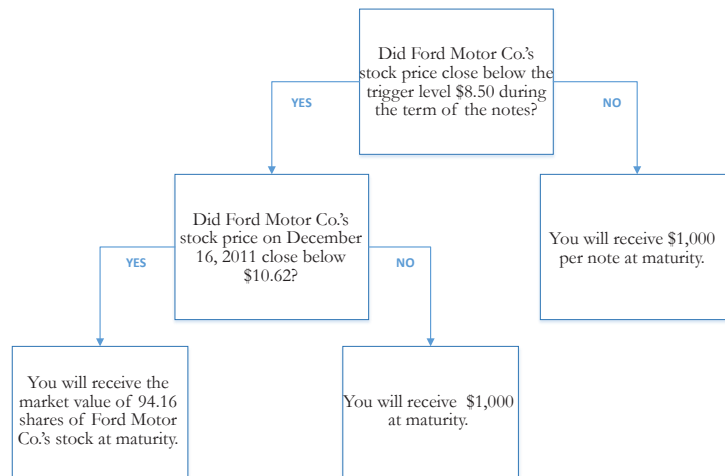 Did Ford Motor Co.'s
stock price close below the
trigger level $8.50 during
the term of the notes?
YES
NO
Did Ford Motor Co.'s
stock price on December
16, 2011 close below
$10.62?
You will receive $1,000
per note at maturity.
YES
NO
You will receive the
market value of 94.16
shares of Ford Motor
Co.'s stock at maturity.
You will receive $1,000
at maturity.